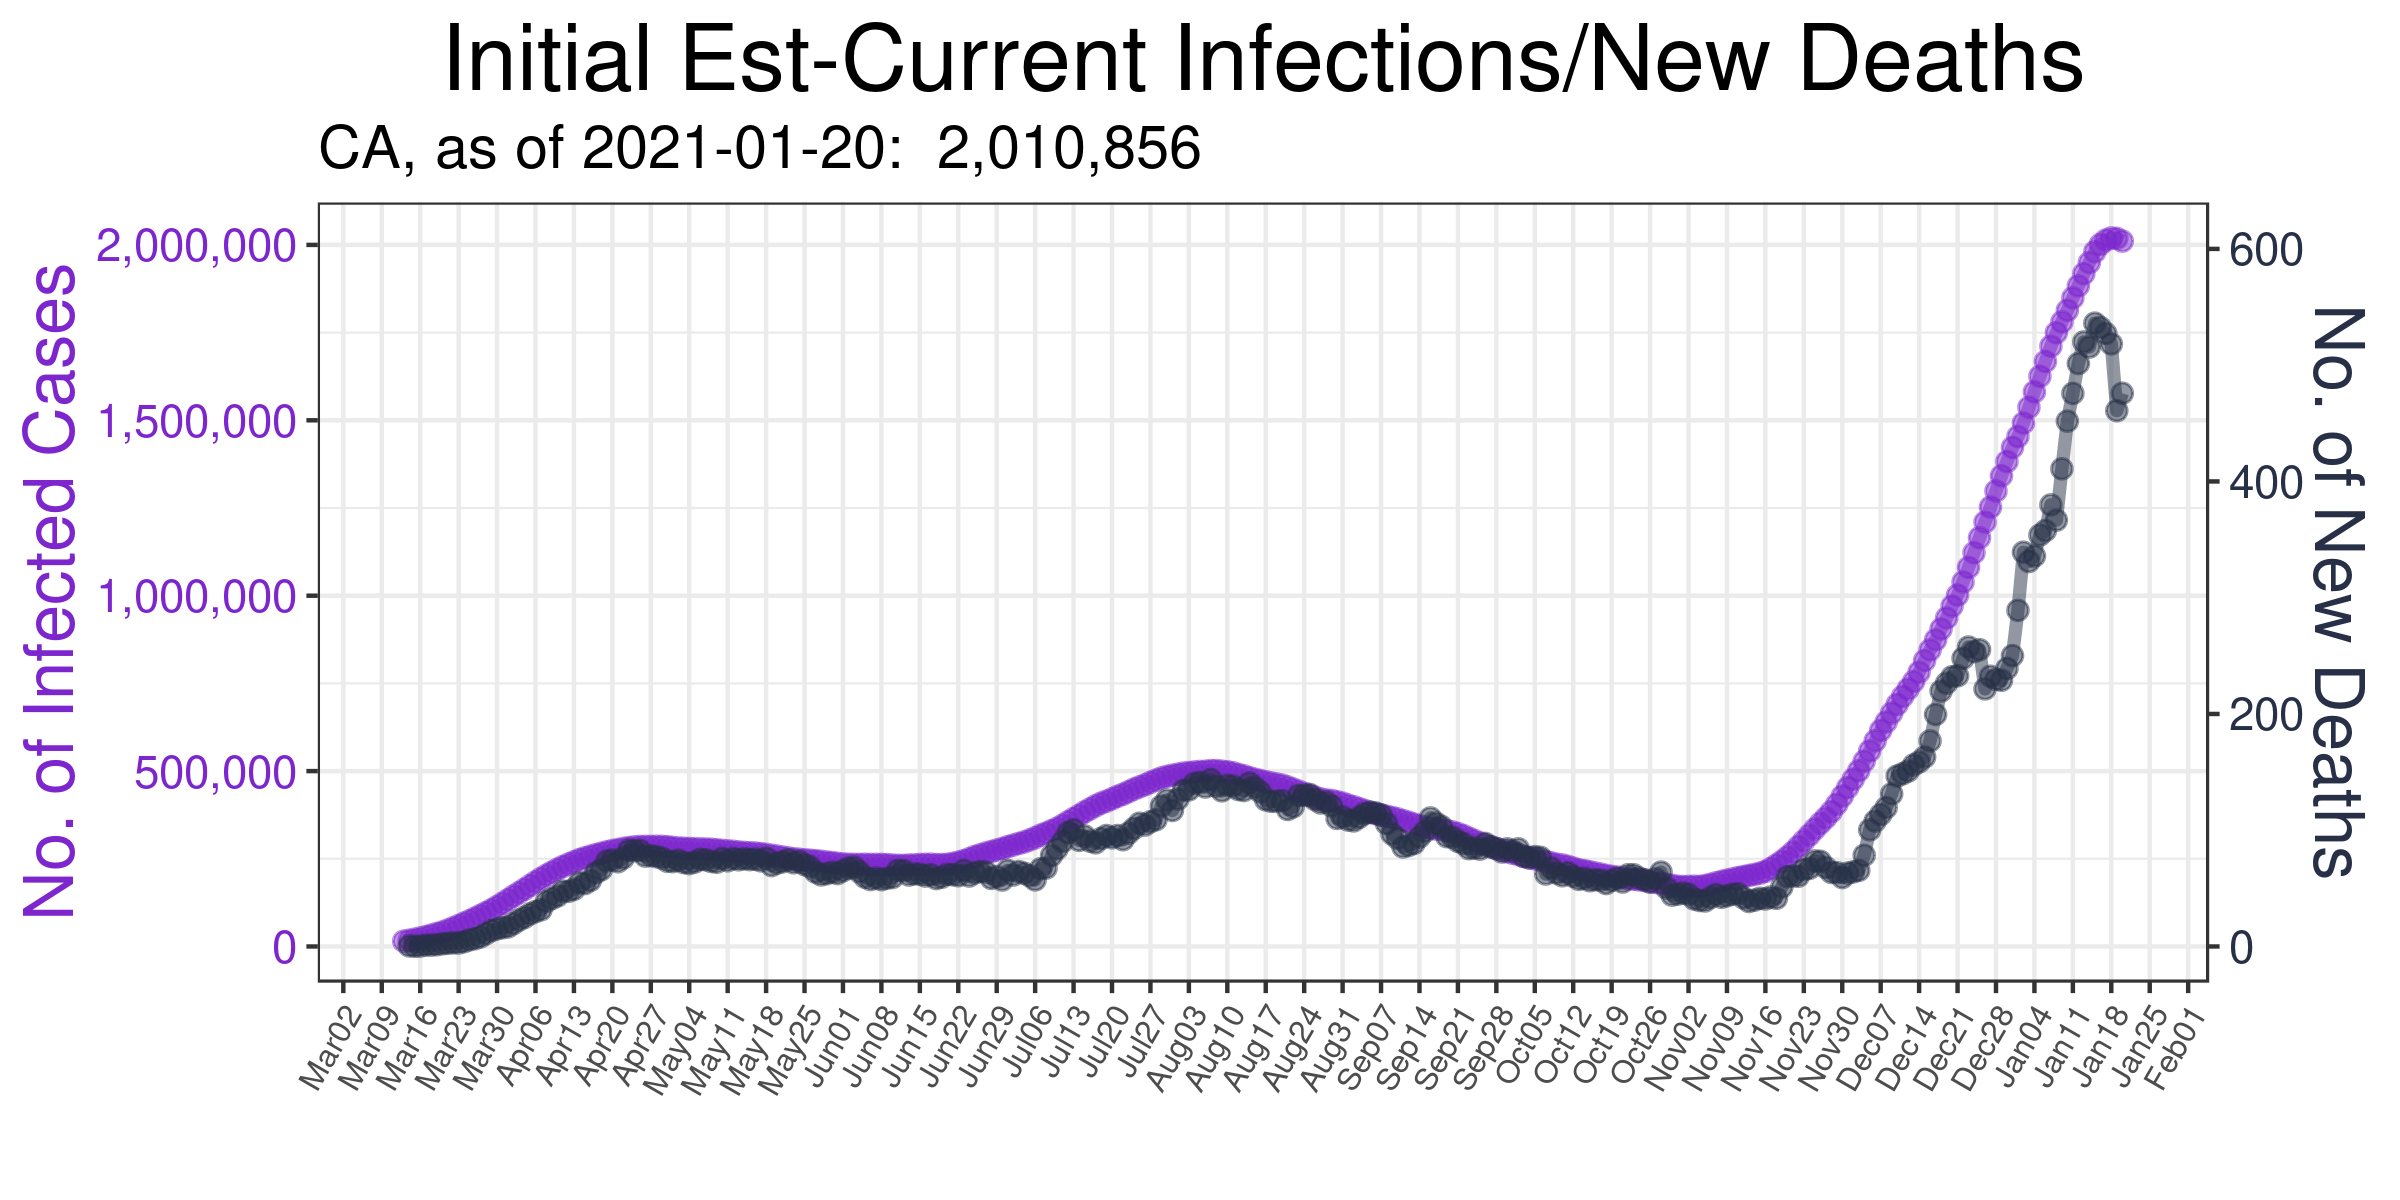 Initial Est-Current Infections/New Deaths
CA, as of 2021-01-20:  2,010,856
No. of Infected Cases
2,000,000
1,500,000
1,000,000
500,000
0
600
400
200
0
No. of New Deaths
Mar02
Mar09
Mar16
Mar23
Mar30
Apr06
Apr13
Apr20
Apr27
May04
May11
May18
May25
Jun01
Jun08
Jun15
Jun22
Jun29
Jul06
Jul13
Jul20
Jul27
Aug03
Aug10
Aug17
Aug24
Aug31
Sep07
Sep14
Sep21
Sep28
Oct05
Oct12
Oct19
Oct26
Nov02
Nov09
Nov16
Nov23
Nov30
Dec07
Dec14
Dec21
Dec28
Jan04
Jan11
Jan18
Jan25
Feb01